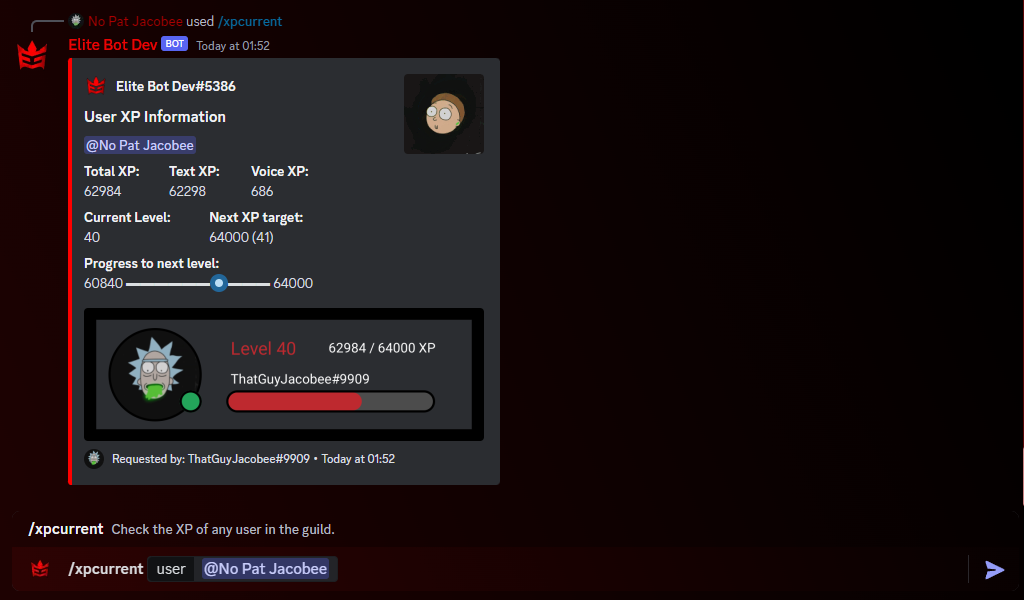 No Pat Jacobee used /xpcurrent
Elite Bot Dev BOT Today at 01:52
Elite Bot Dev#5386
User XP Information
@No Pat Jacobee
Total XP: Text XP: Voice XP:
62984 62298 686
Current Level: Next XP target:
40 64000 (41)
Progress to next level:
60840 64000
Level 40 62984 / 64000 XP
ThatGuyJacobee#9909
Requested by: ThatGuyJacobee#9909 • Today at 01:52
/xpcurrent Check the XP of any user in the guild.
/xpcurrent user @No Pat Jacobee